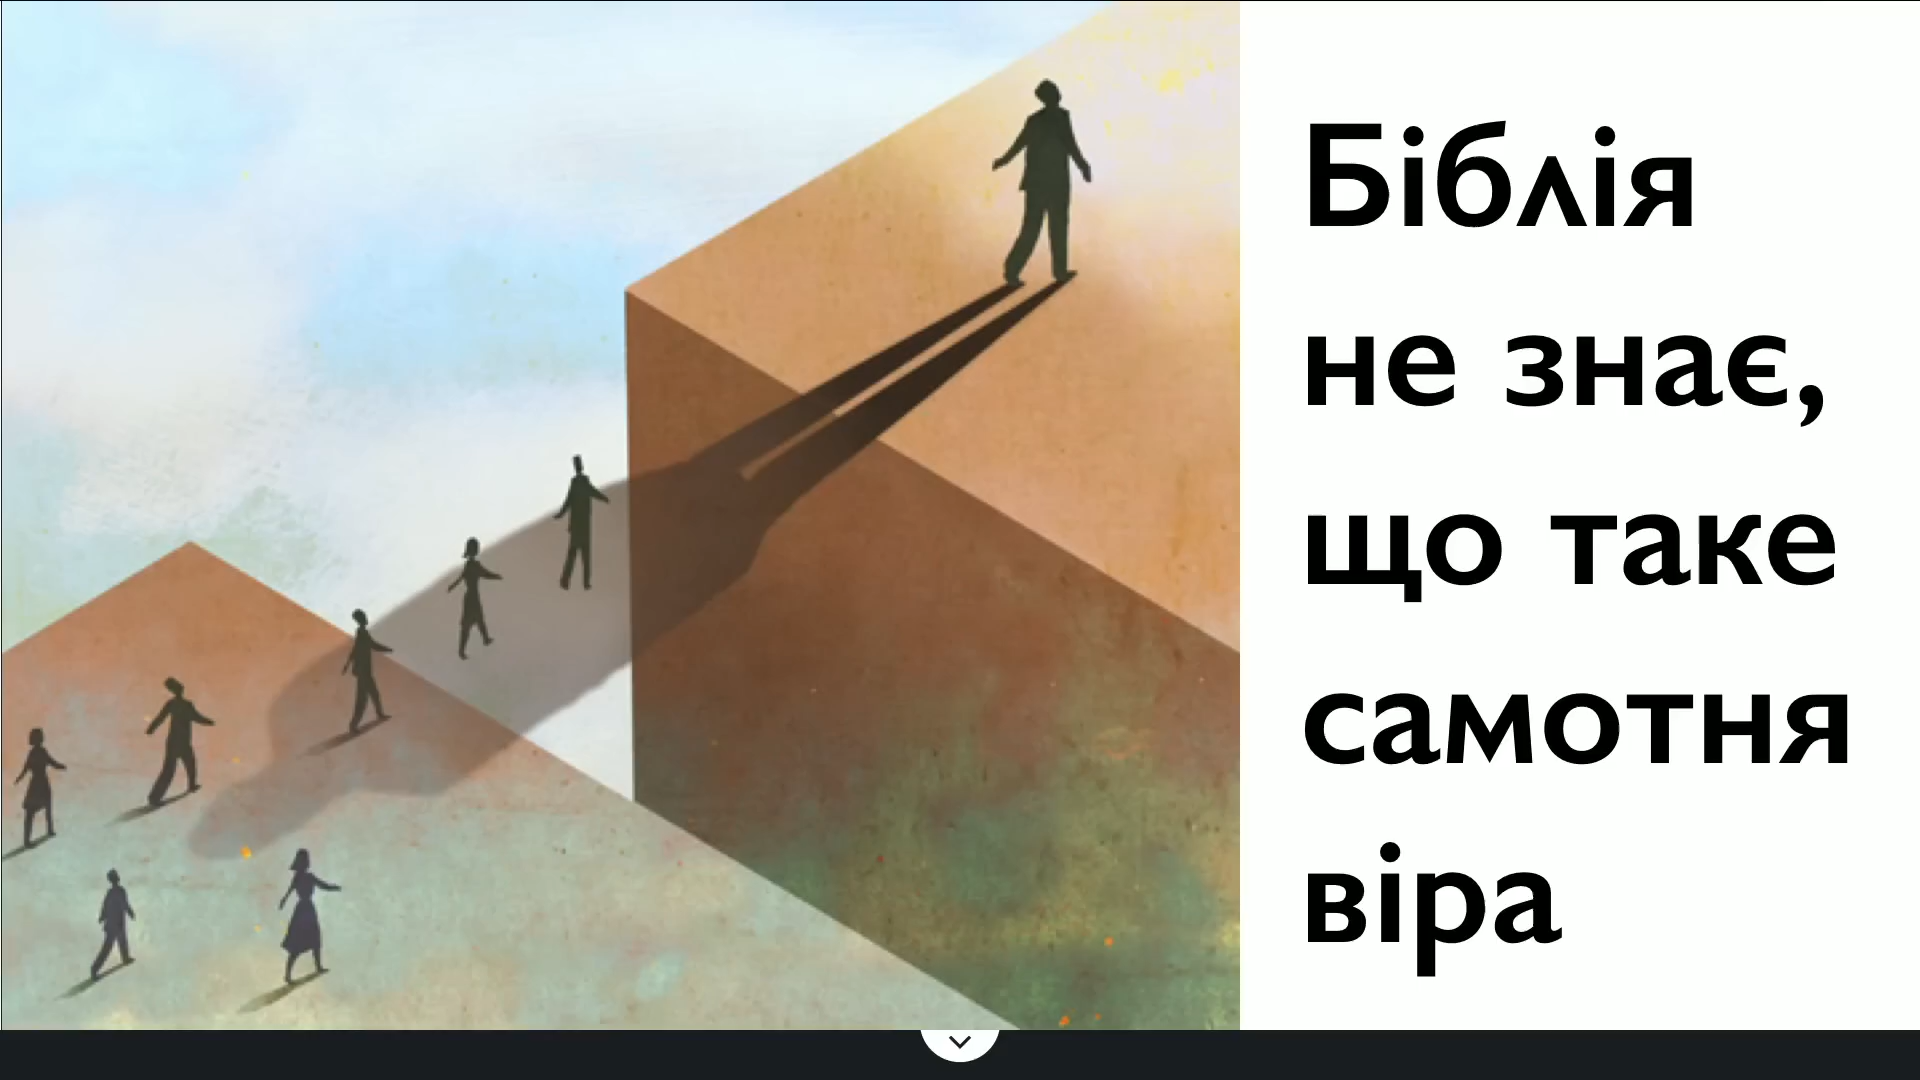 Біблія
не знає,
що таке
самотня
віра